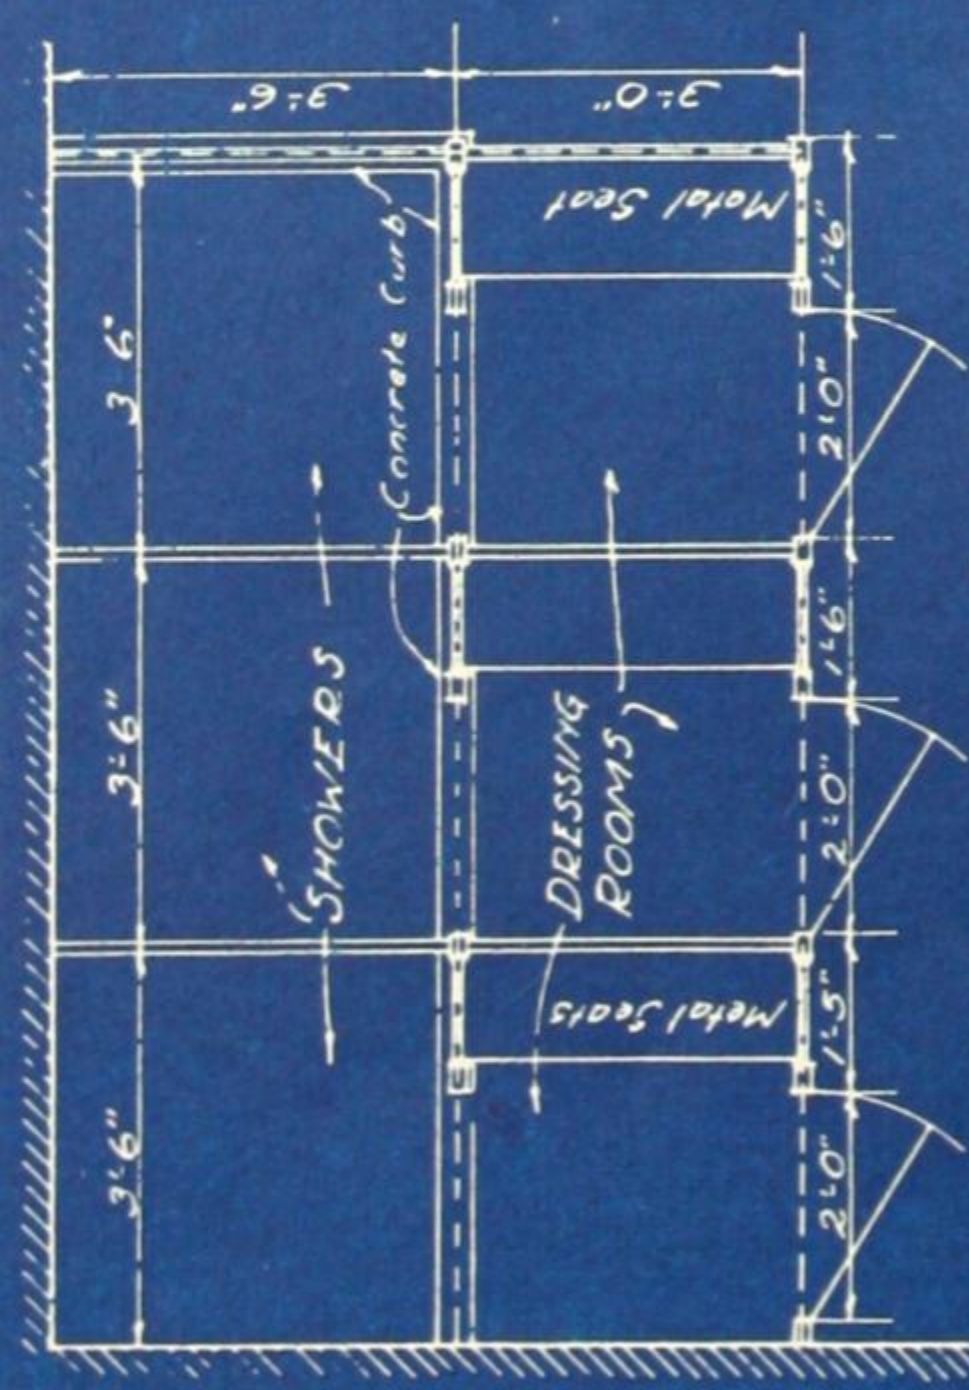 3'-6"
3'-0"
Metal Seat
1'-6"
3'6"
2'-0"
Concrete Curb
1'-6"
3'-6"
SHOWERS
DRESSING
ROOMS
2'-0"
Metal Seats
1'-5"
3'-6"
2'-0"